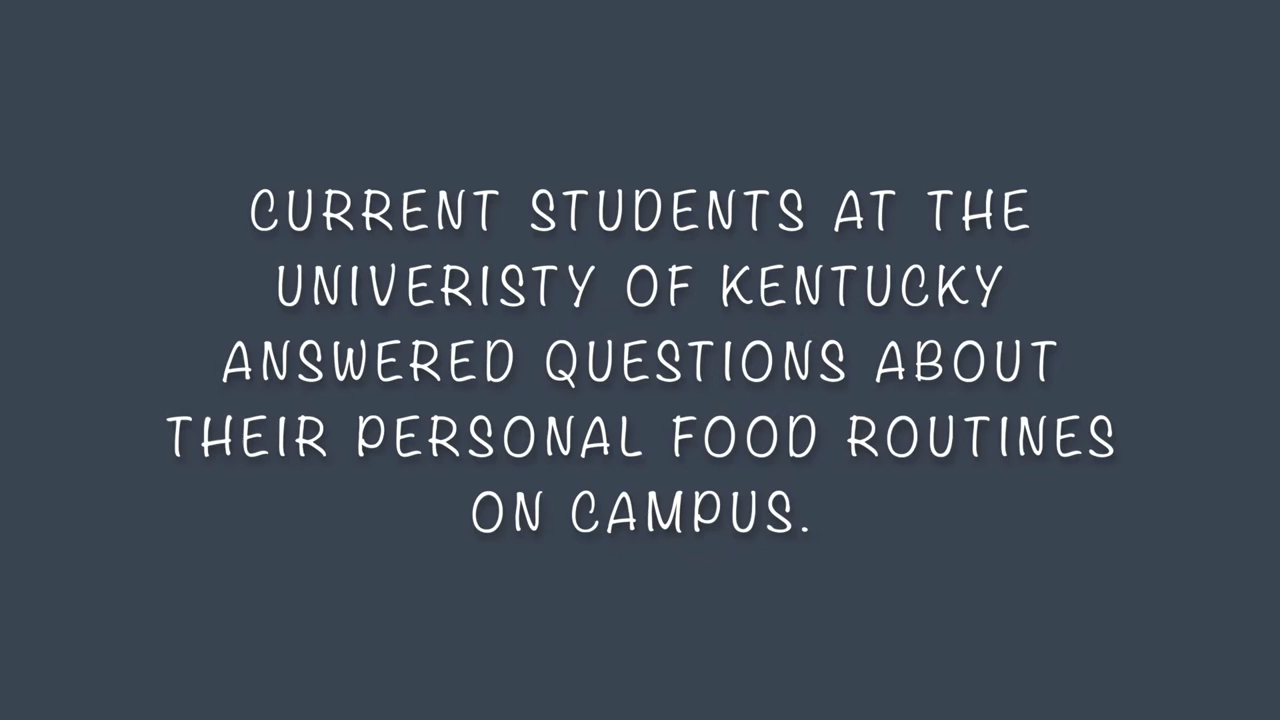 CURRENT STUDENTS AT THE
UNIVERISTY OF KENTUCKY
ANSWERED QUESTIONS ABOUT
THEIR PERSONAL FOOD ROUTINES
ON CAMPUS.